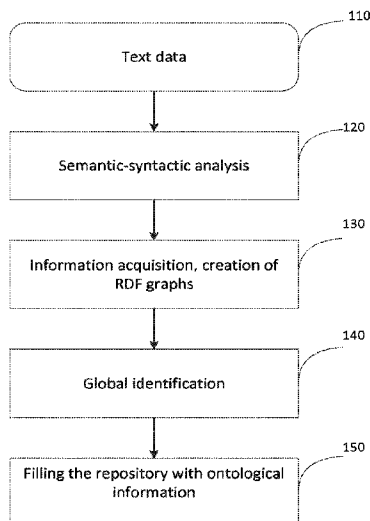 110
Text data
120
Semantic-syntactic analysis
130
Information acquisition, creation of
RDF graphs
140
Global identification
150
Filling the repository with ontological
information